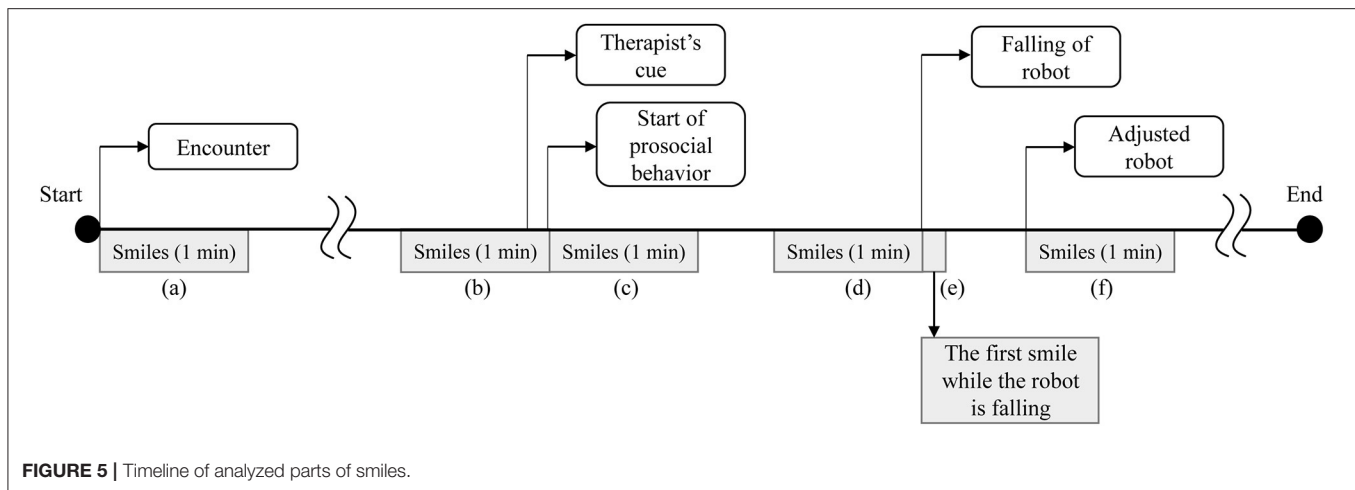 Therapist's
cue
Falling of
robot
Start of
prosocial
behavior
Adjusted
robot
Encounter
Start
End
Smiles (1 min)
Smiles (1 min)
Smiles (1 min)
Smiles (1 min)
Smiles (1 min)
(a)
(b)
(c)
(d)
(e)
(f)
The first smile
while the robot
is falling
FIGURE 5 | Timeline of analyzed parts of smiles.